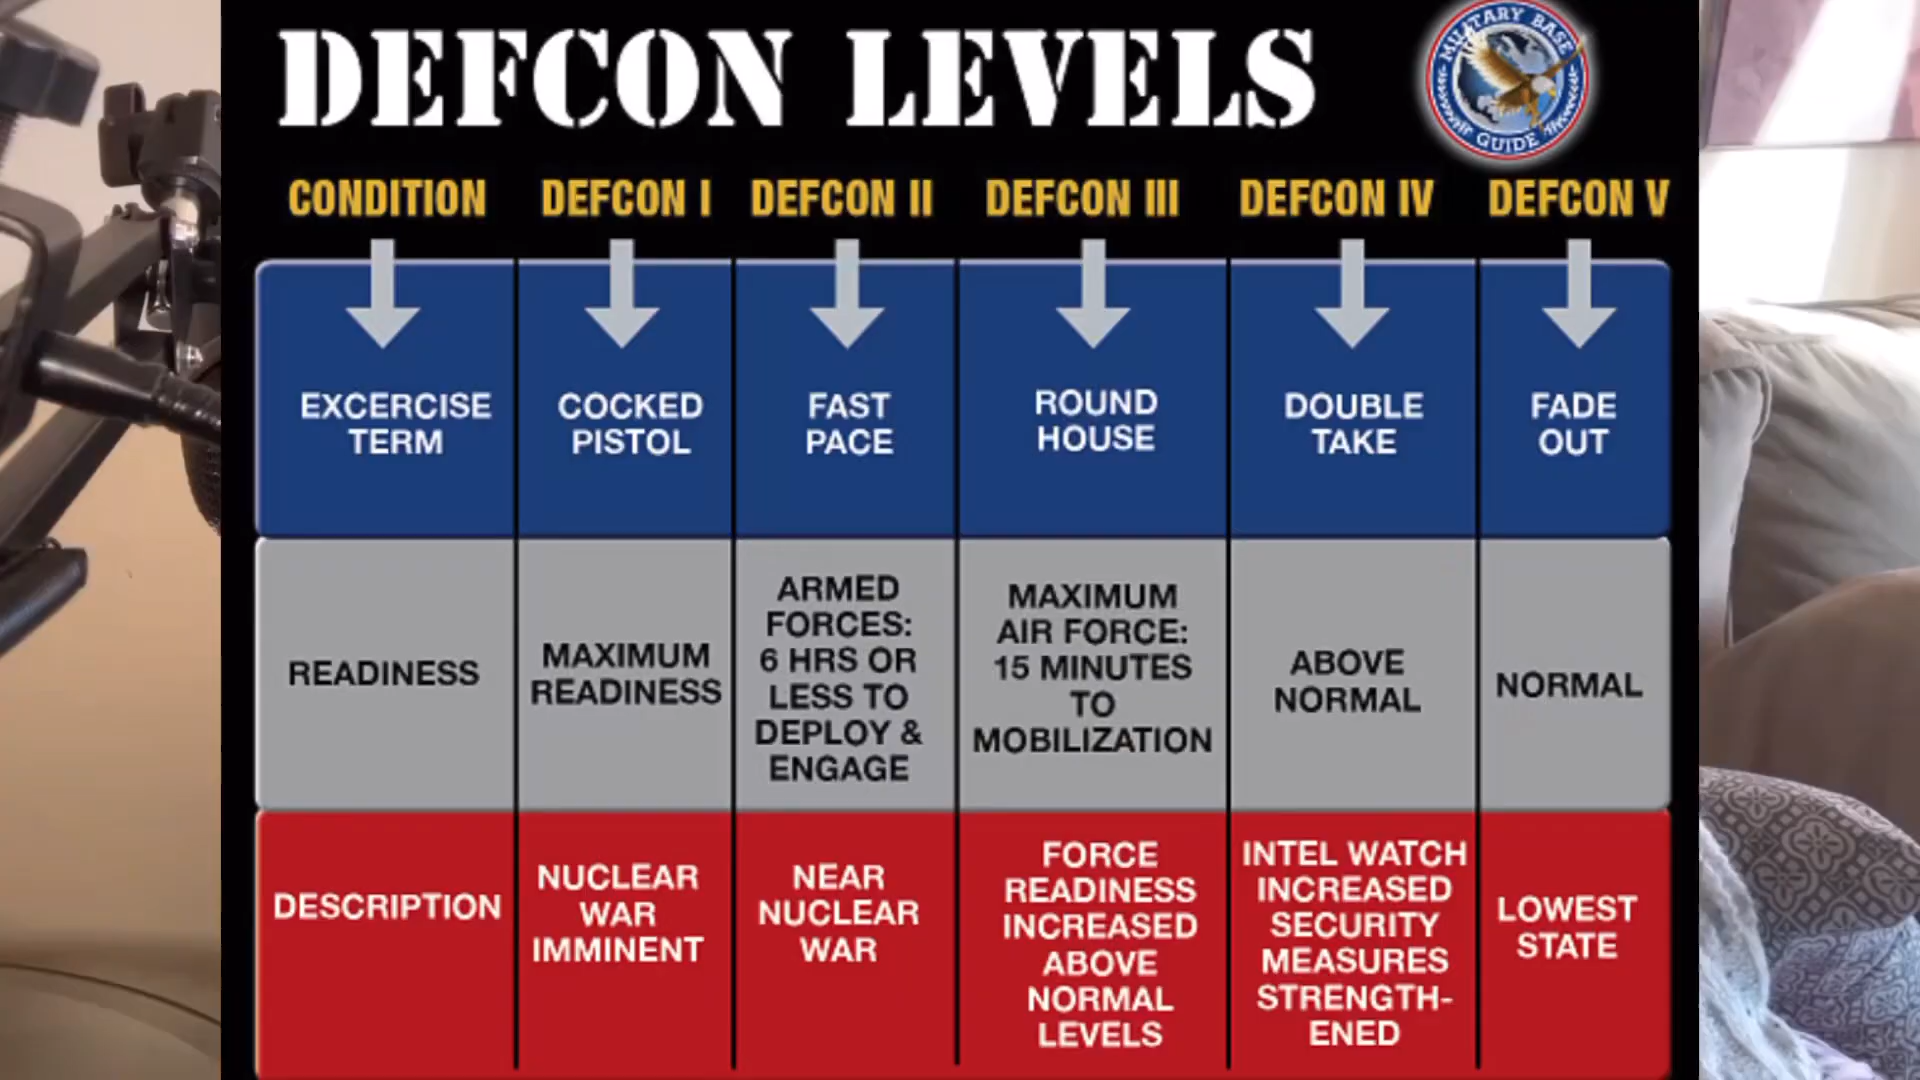 DEFCON LEVELS
MILITARY BASE
GUIDE
CONDITION
DEFCON I
DEFCON II
DEFCON III
DEFCON IV
DEFCON V
EXCERCISE
TERM
COCKED
PISTOL
FAST
PACE
ROUND
HOUSE
DOUBLE
TAKE
FADE
OUT
READINESS
MAXIMUM
READINESS
ARMED
FORCES:
6 HRS OR
LESS TO
DEPLOY &
ENGAGE
MAXIMUM
AIR FORCE:
15 MINUTES
TO
MOBILIZATION
ABOVE
NORMAL
NORMAL
DESCRIPTION
NUCLEAR
WAR
IMMINENT
NEAR
NUCLEAR
WAR
FORCE
READINESS
INCREASED
ABOVE
NORMAL
LEVELS
INTEL WATCH
INCREASED
SECURITY
MEASURES
STRENGTH-
ENED
LOWEST
STATE